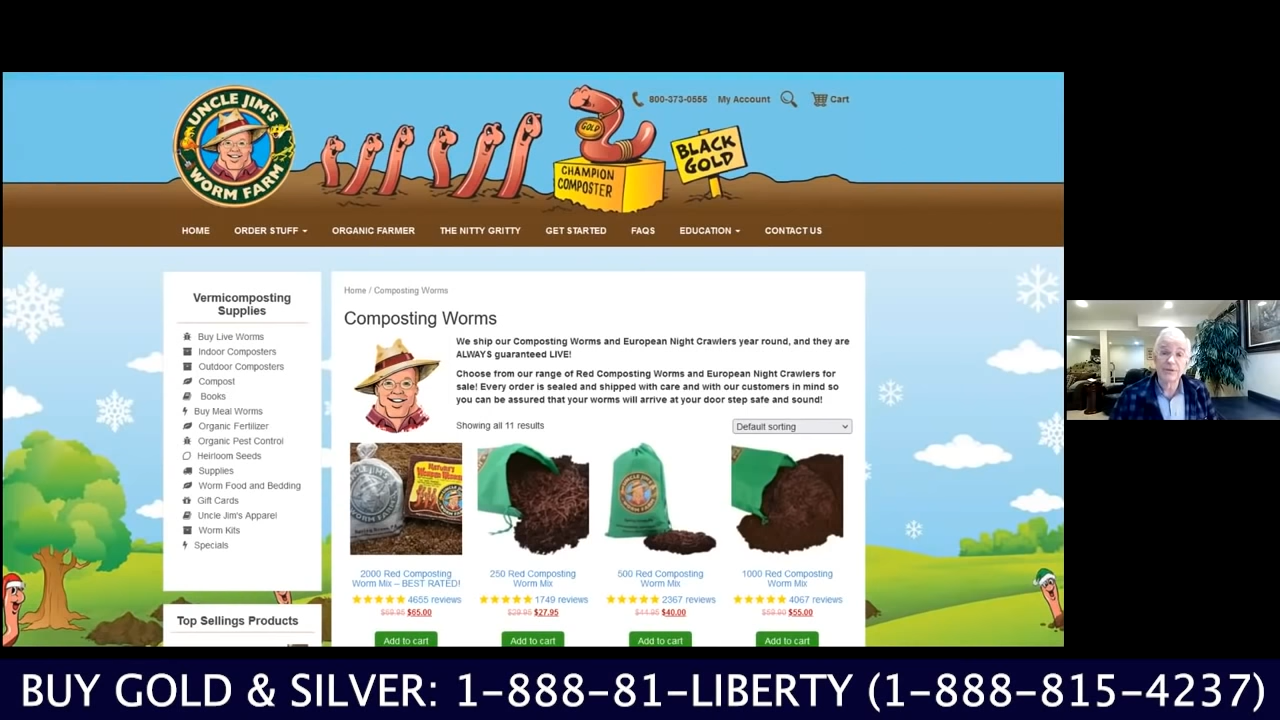 UNCLE JIM'S
WORM FARM
GOLD
CHAMPION
COMPOSTER
BLACK
GOLD
800-373-0555 My Account Cart
HOME ORDER STUFF ORGANIC FARMER THE NITTY GRITTY GET STARTED FAQS EDUCATION CONTACT US
Vermicomposting
Supplies
Buy Live Worms
Indoor Composters
Outdoor Composters
Compost
Books
Buy Meal Worms
Organic Fertilizer
Organic Pest Control
Heirloom Seeds
Supplies
Worm Food and Bedding
Gift Cards
Uncle Jim's Apparel
Worm Kits
Specials
Top Sellings Products
Home / Composting Worms
Composting Worms
We ship our Composting Worms and European Night Crawlers year round, and they are
ALWAYS guaranteed LIVE!
Choose from our range of Red Composting Worms and European Night Crawlers for
sale! Every order is sealed and shipped with care and with our customers in mind so
you can be assured that your worms will arrive at your door step safe and sound!
Showing all 11 results
Default sorting
2000 Red Composting
Worm Mix – BEST RATED!
4655 reviews
$69.95 $65.00
Add to cart
250 Red Composting
Worm Mix
1749 reviews
$29.95 $27.95
Add to cart
500 Red Composting
Worm Mix
2367 reviews
$44.95 $40.00
Add to cart
1000 Red Composting
Worm Mix
4067 reviews
$59.90 $55.00
Add to cart
BUY GOLD & SILVER: 1-888-81-LIBERTY (1-888-815-4237)